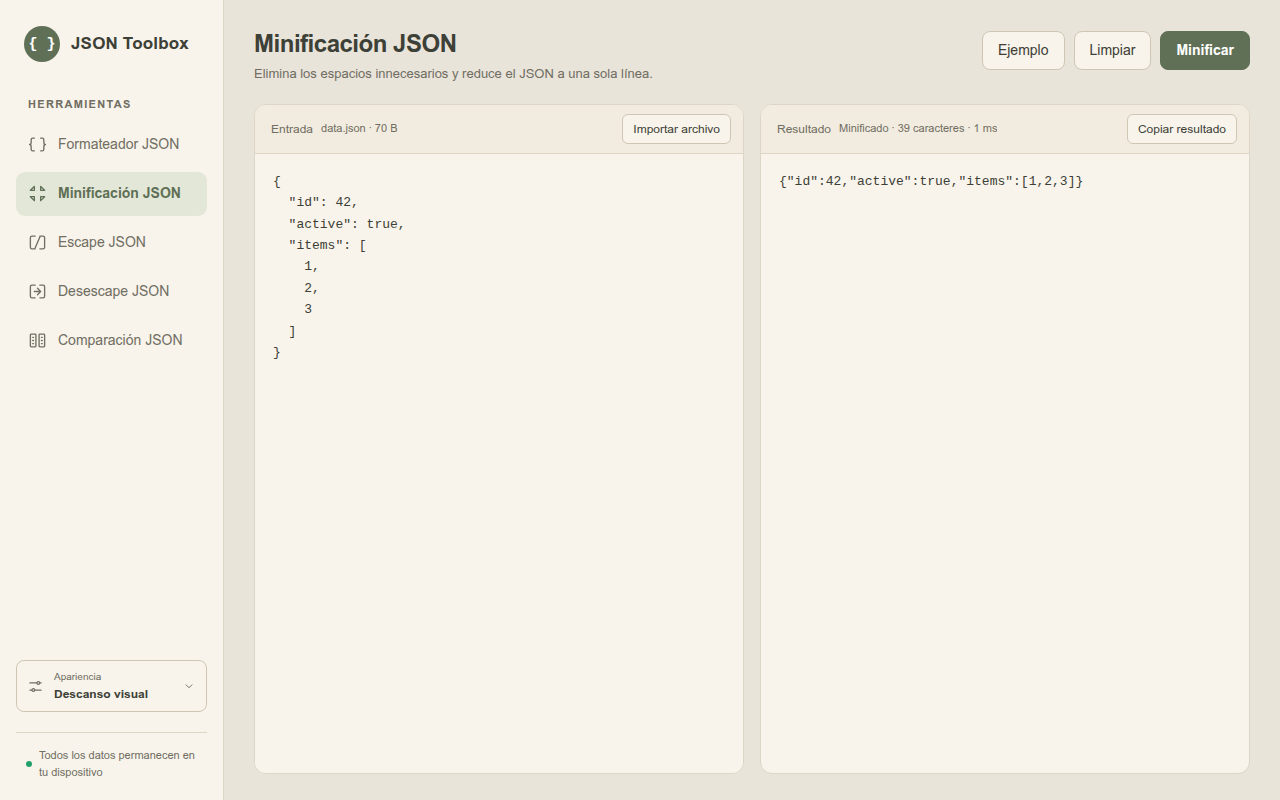 { } JSON Toolbox
HERRAMIENTAS
Formateador JSON
Minificación JSON
Escape JSON
Desescape JSON
Comparación JSON
Apariencia
Descanso visual
Todos los datos permanecen en
tu dispositivo
Minificación JSON
Elimina los espacios innecesarios y reduce el JSON a una sola línea.
Ejemplo
Limpiar
Minificar
Entrada data.json · 70 B
Importar archivo
{
  "id": 42,
  "active": true,
  "items": [
    1,
    2,
    3
  ]
}
Resultado Minificado · 39 caracteres · 1 ms
Copiar resultado
{"id":42,"active":true,"items":[1,2,3]}